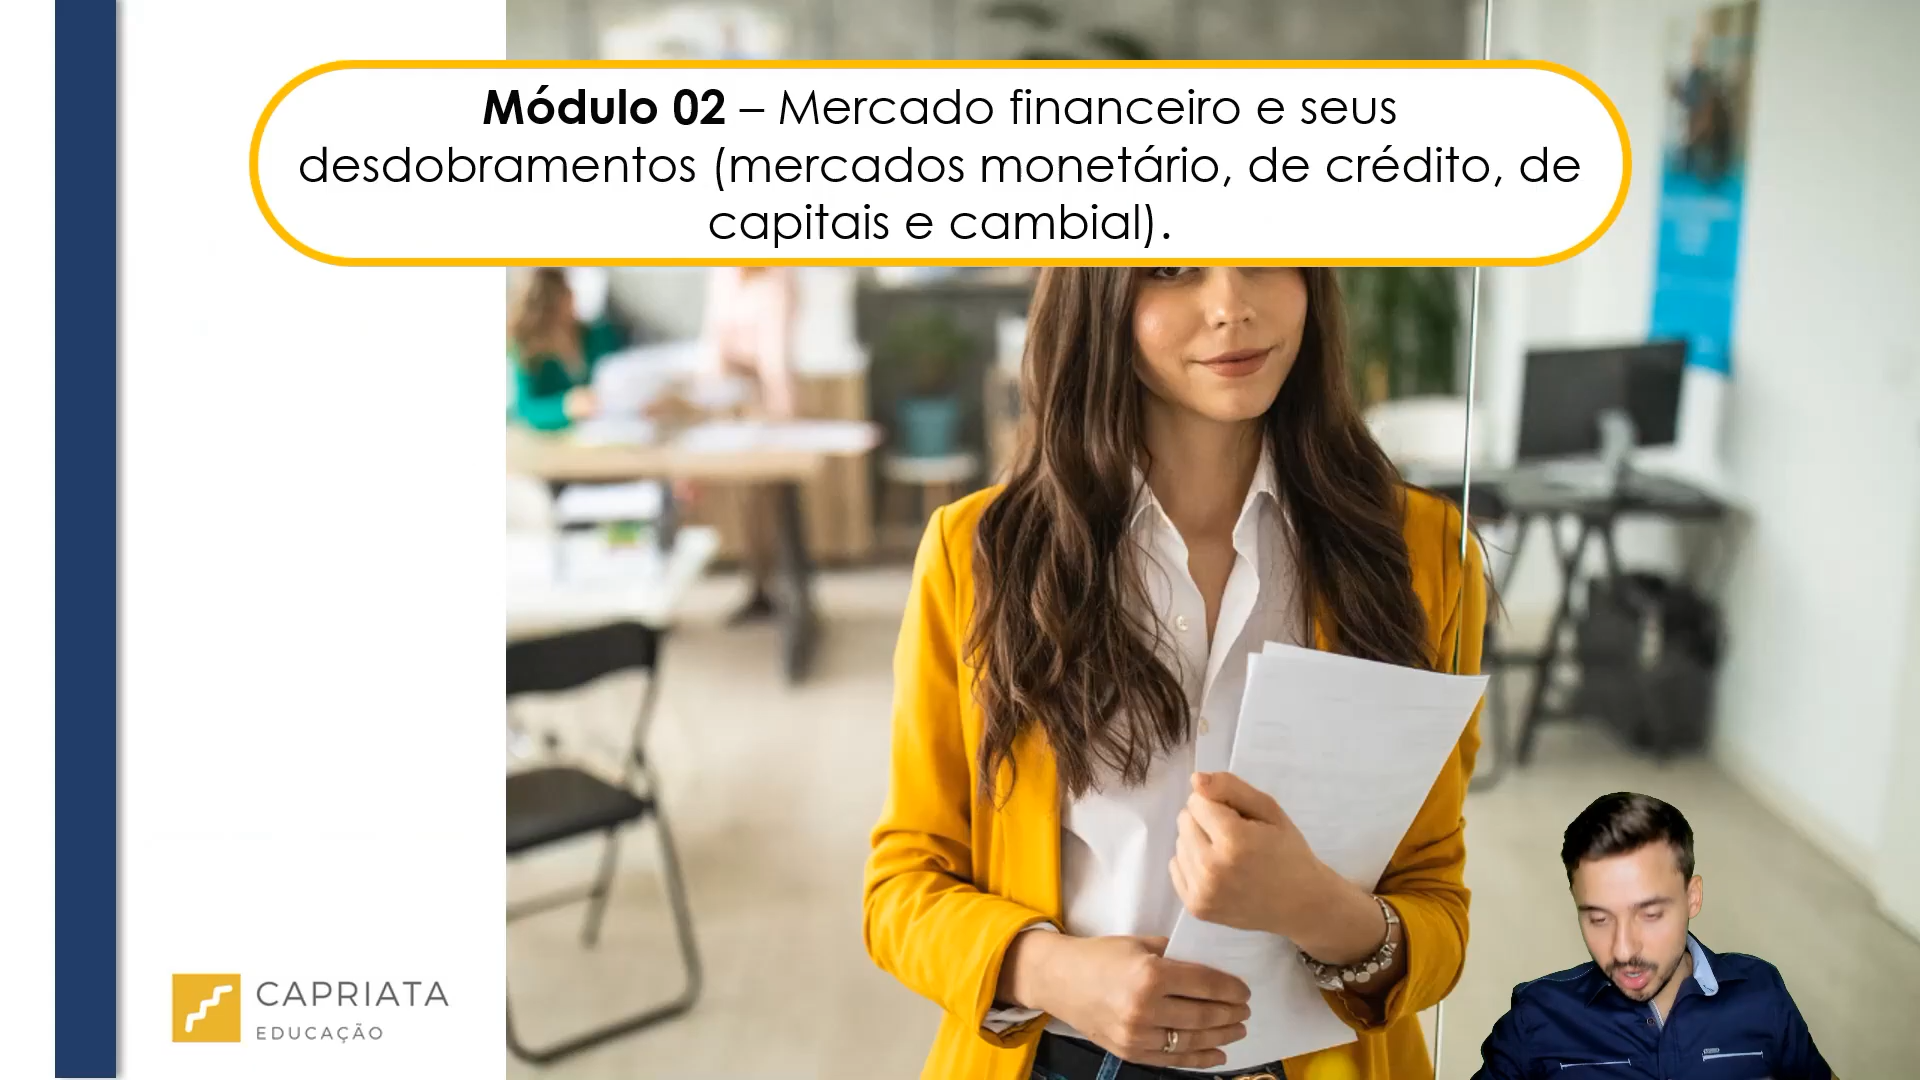 Módulo 02 – Mercado financeiro e seus
desdobramentos (mercados monetário, de crédito, de
capitais e cambial).
CAPRIATA
EDUCAÇÃO